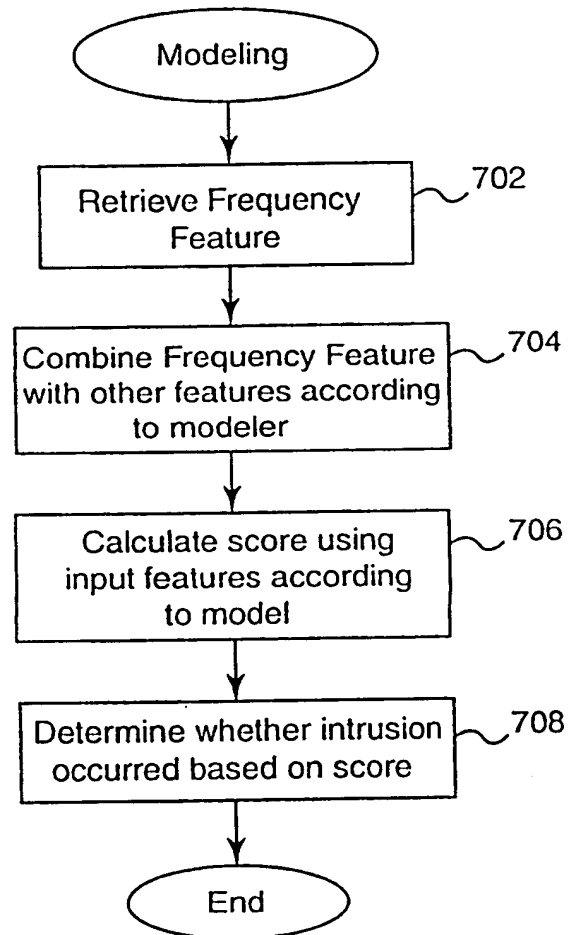 Modeling
702
Retrieve Frequency
Feature
704
Combine Frequency Feature
with other features according
to modeler
706
Calculate score using
input features according
to model
708
Determine whether intrusion
occurred based on score
End